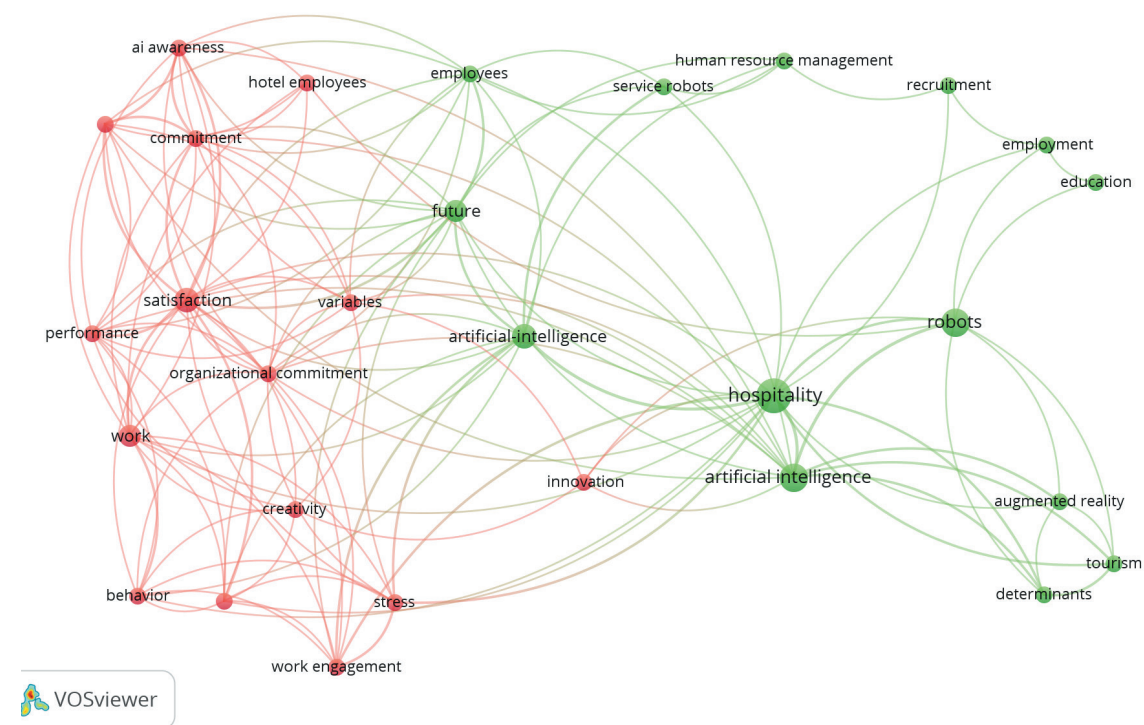 ai awareness
hotel employees
employees
human resource management
service robots
recruitment
commitment
employment
education
future
satisfaction
variables
performance
artificial-intelligence
robots
organizational commitment
hospitality
work
artificial intelligence
innovation
creativity
augmented reality
tourism
behavior
stress
determinants
work engagement
VOSviewer